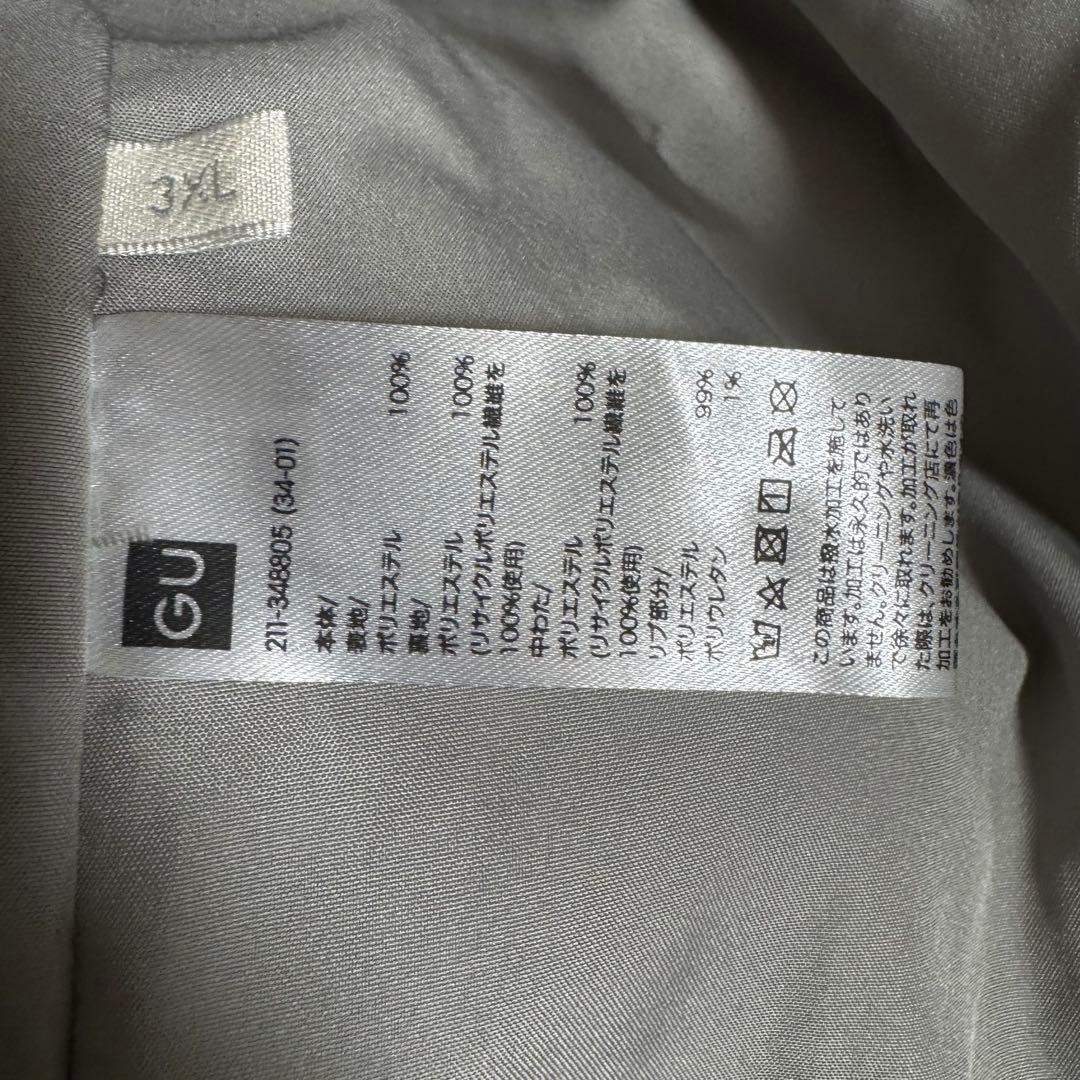 3XL
GU
211-348805 (34-01)
本体/
表地/
ポリエステル 100%
裏地/
ポリエステル 100%
(リサイクルポリエステル繊維を
100%使用)
中わた/
ポリエステル 100%
(リサイクルポリエステル繊維を
100%使用)
リブ部分/
ポリエステル 99%
ポリウレタン 1%
この商品は撥水加工を施して
います。加工は永久的ではあり
ません。クリーニングや水洗い
で徐々に取れます。加工が取れ
た際は、クリーニング店にて再
加工をお勧めします。濃色は色